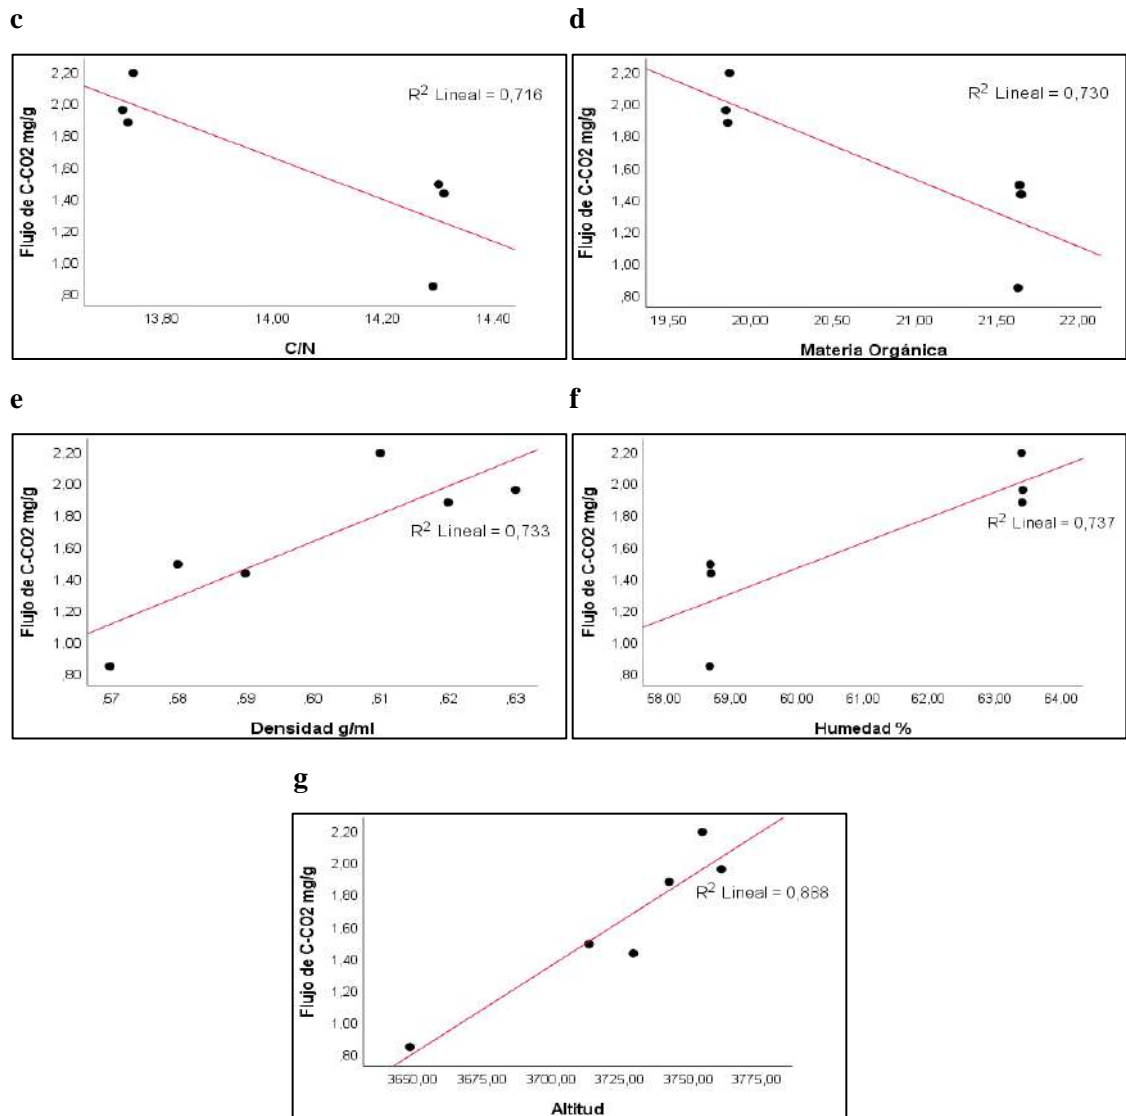 c
d
Flujo de C-CO2 mg/g
2,20
2,00
1,80
1,60
1,40
1,20
1,00
,80
R2 Lineal = 0,716
13,80 14,00 14,20 14,40
C/N
Flujo de C-CO2 mg/g
2,20
2,00
1,80
1,60
1,40
1,20
1,00
,80
R2 Lineal = 0,730
19,50 20,00 20,50 21,00 21,50 22,00
Materia Orgánica
e
f
Flujo de C-CO2 mg/g
2,20
2,00
1,80
1,60
1,40
1,20
1,00
,80
R2 Lineal = 0,733
,57 ,58 ,59 ,60 ,61 ,62 ,63
Densidad g/ml
Flujo de C-CO2 mg/g
2,20
2,00
1,80
1,60
1,40
1,20
1,00
,80
R2 Lineal = 0,737
58,00 59,00 60,00 61,00 62,00 63,00 64,00
Humedad %
g
Flujo de C-CO2 mg/g
2,20
2,00
1,80
1,60
1,40
1,20
1,00
,80
R2 Lineal = 0,888
3650,00 3675,00 3700,00 3725,00 3750,00 3775,00
Altitud